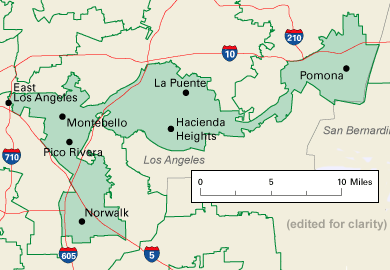 210
10
La Puente
Pomona
East
Los Angeles
Montebello
Hacienda
Heights
San Bernardi
Pico Rivera
Los Angeles
710
0 5 10 Miles
Norwalk
(edited for clarity)
605
5